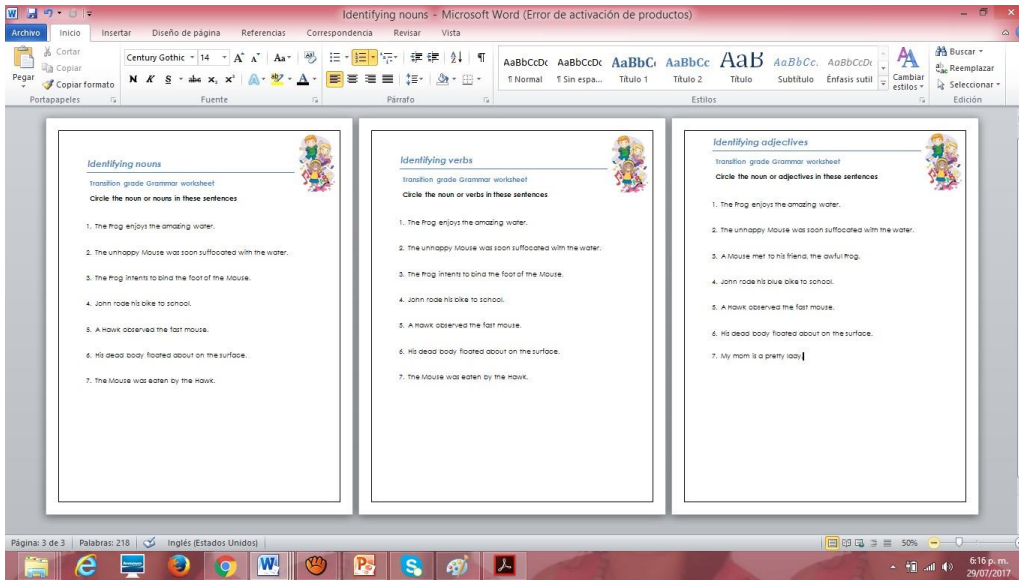 Identifying nouns - Microsoft Word (Error de activación de productos)
Archivo Inicio Insertar Diseño de página Referencias Correspondencia Revisar Vista
Pegar
Cortar
Copiar
Copiar formato
Portapapeles
Century Gothic 14
N K S abc x₂ x²
Fuente
Párrafo
AaBbCcDc AaBbCcDc AaBbC AaBbCc AaB AaBbCc. AaBbCcDc
¶ Normal ¶ Sin espa... Título 1 Título 2 Título Subtítulo Énfasis sutil
Cambiar estilos
Estilos
Buscar
Reemplazar
Seleccionar
Edición
Identifying nouns
Transition grade Grammar worksheet
Circle the noun or nouns in these sentences
1. The Frog enjoys the amazing water.
2. The unhappy Mouse was soon suffocated with the water.
3. The Frog intents to bind the foot of the Mouse.
4. John rode his bike to school.
5. A Hawk observed the fast mouse.
6. His dead body floated about on the surface.
7. The Mouse was eaten by the Hawk.
Identifying verbs
Transition grade Grammar worksheet
Circle the noun or verbs in these sentences
1. The Frog enjoys the amazing water.
2. The unhappy Mouse was soon suffocated with the water.
3. The Frog intents to bind the foot of the Mouse.
4. John rode his bike to school.
5. A Hawk observed the fast mouse.
6. His dead body floated about on the surface.
7. The Mouse was eaten by the Hawk.
Identifying adjectives
Transition grade Grammar worksheet
Circle the noun or adjectives in these sentences
1. The Frog enjoys the amazing water.
2. The unhappy Mouse was soon suffocated with the water.
3. A Mouse met to his friend, the awful Frog.
4. John rode his blue bike to school.
5. A Hawk observed the fast mouse.
6. His dead body floated about on the surface.
7. My mom is a pretty lady
Página: 3 de 3 Palabras: 218 Inglés (Estados Unidos) 50%
6:16 p. m.
29/07/2017